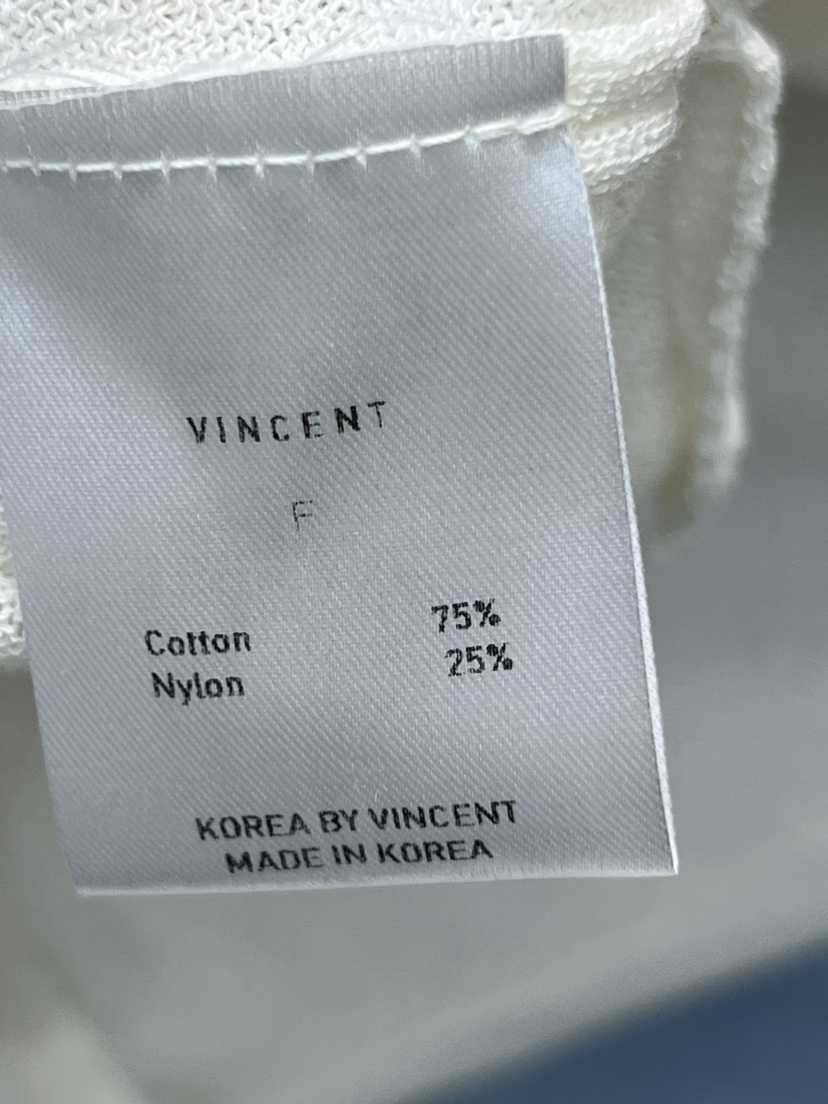 VINCENT
F
Cotton 75%
Nylon 25%
KOREA BY VINCENT
MADE IN KOREA